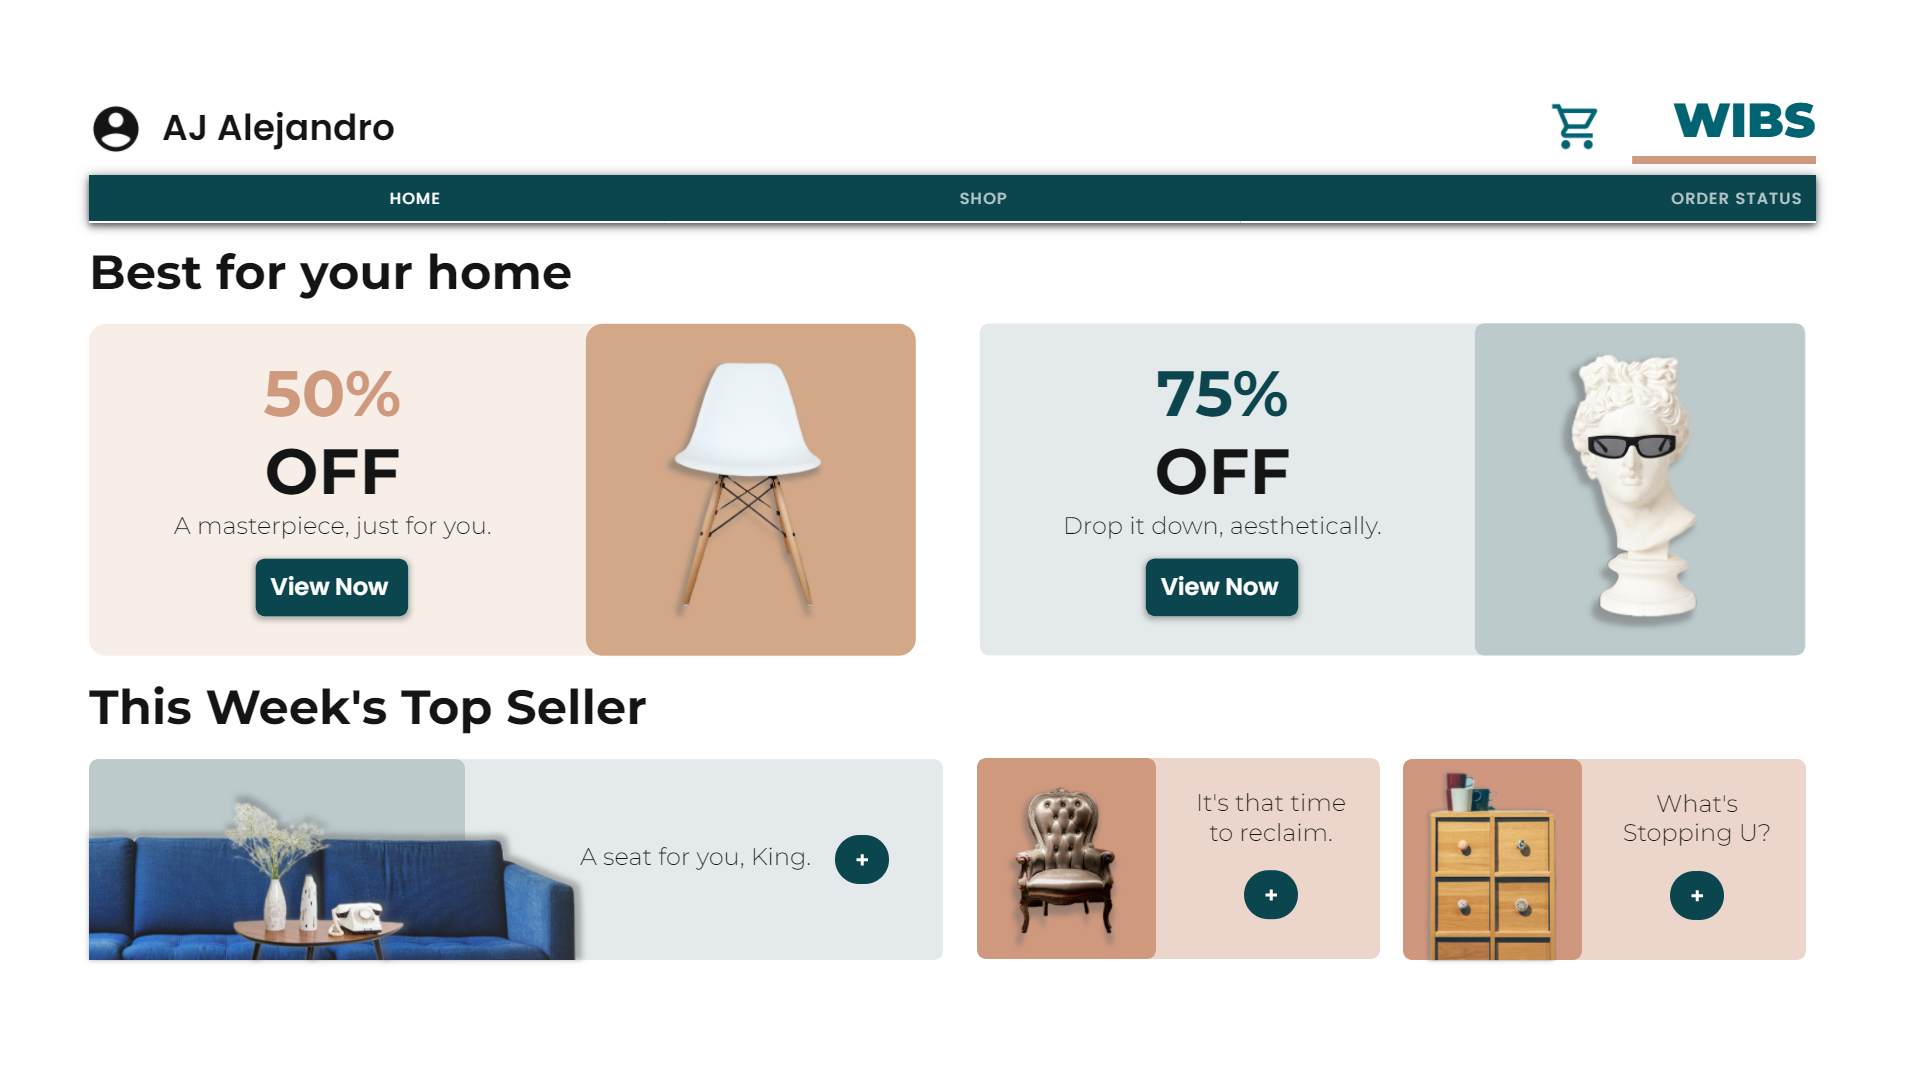 AJ Alejandro
WIBS
HOME
SHOP
ORDER STATUS
Best for your home
50%
OFF
A masterpiece, just for you.
View Now
75%
OFF
Drop it down, aesthetically.
View Now
This Week's Top Seller
A seat for you, King.
+
It's that time
to reclaim.
+
What's
Stopping U?
+